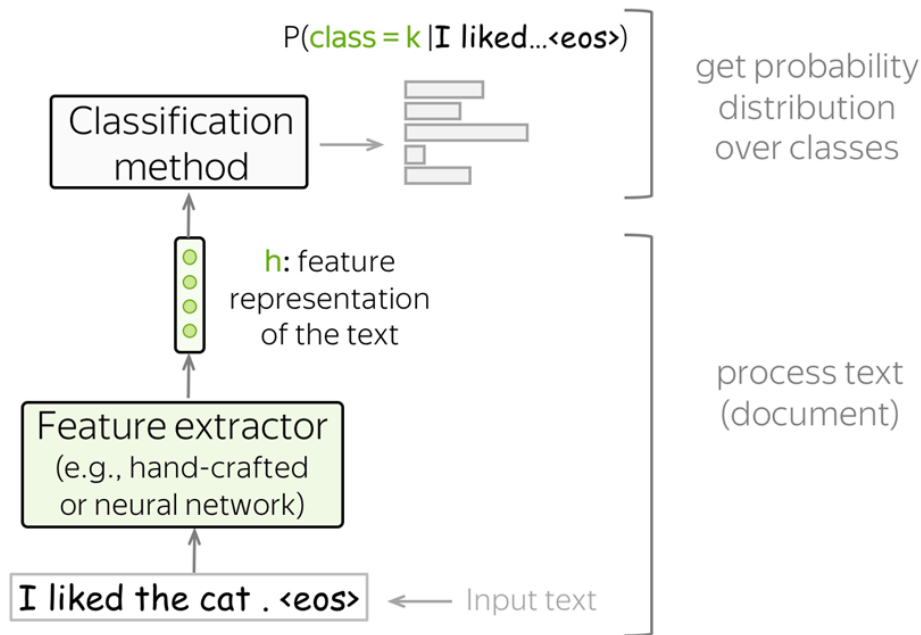 P(class = k|I liked...<eos>)
get probability
distribution
over classes
Classification
method
h: feature
representation
of the text
process text
(document)
Feature extractor
(e.g., hand-crafted
or neural network)
I liked the cat . <eos>
Input text